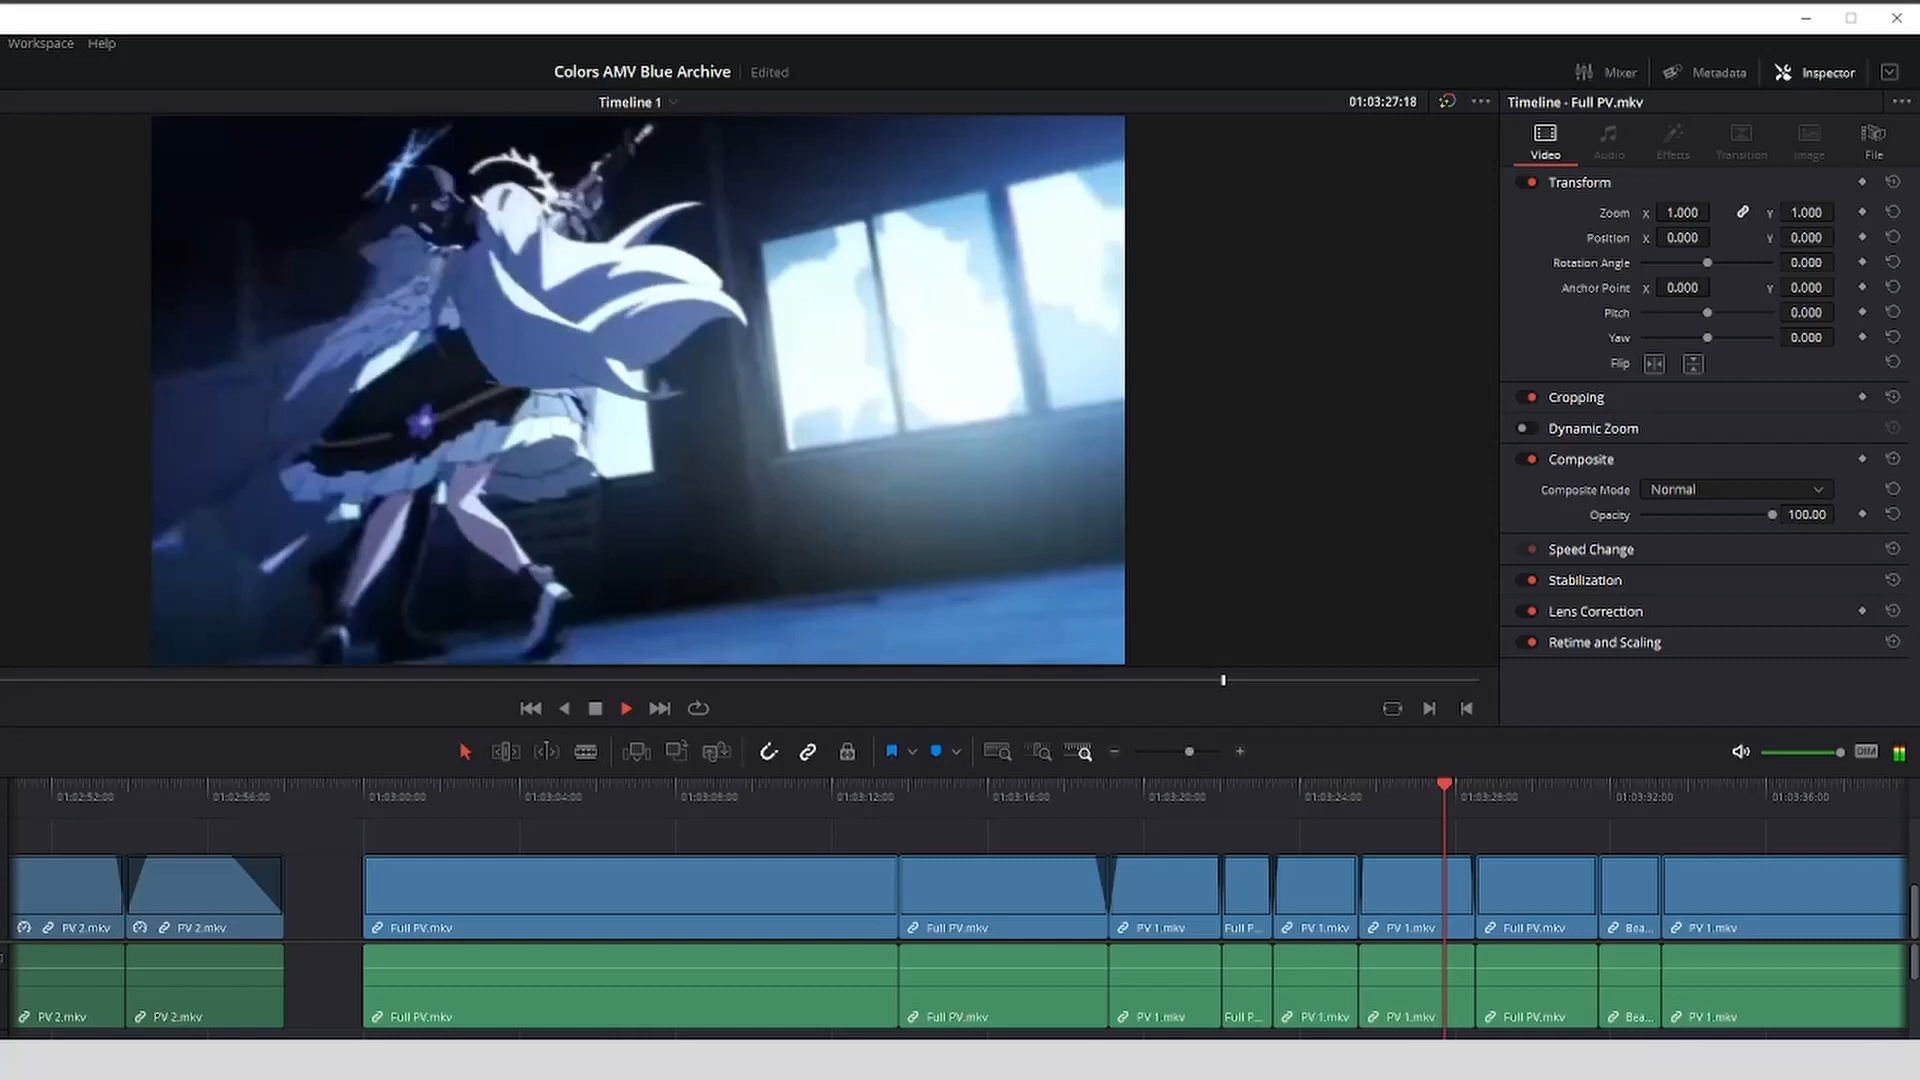 Workspace Help
Colors AMV Blue Archive Edited
Mixer Metadata Inspector
Timeline 1 01:03:27:18
Timeline - Full PV.mkv
Video Audio Effects Transition Image File
Transform
Zoom X 1.000 Y 1.000
Position X 0.000 Y 0.000
Rotation Angle 0.000
Anchor Point X 0.000 Y 0.000
Pitch 0.000
Yaw 0.000
Flip
Cropping
Dynamic Zoom
Composite
Composite Mode Normal
Opacity 100.00
Speed Change
Stabilization
Lens Correction
Retime and Scaling
DIM
01:02:52:00 01:02:56:00 01:03:00:00 01:03:04:00 01:03:08:00 01:03:12:00 01:03:16:00 01:03:20:00 01:03:24:00 01:03:28:00 01:03:32:00 01:03:36:00
PV 2.mkv PV 2.mkv Full PV.mkv Full PV.mkv PV 1.mkv Full P... PV 1.mkv PV 1.mkv Full PV.mkv Bea... PV 1.mkv
PV 2.mkv PV 2.mkv Full PV.mkv Full PV.mkv PV 1.mkv Full P... PV 1.mkv PV 1.mkv Full PV.mkv Bea... PV 1.mkv